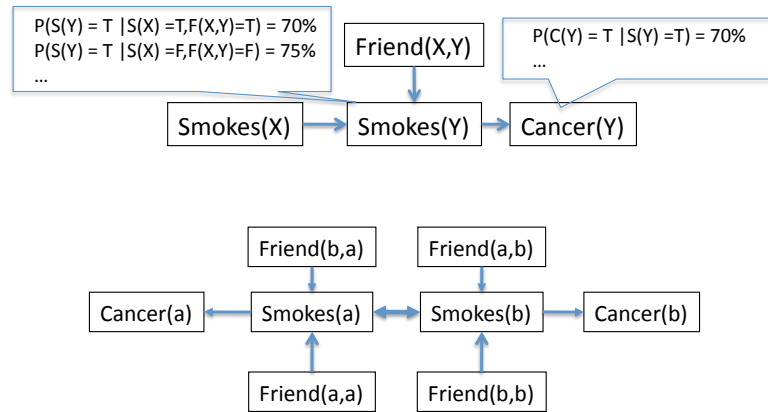 P(S(Y) = T |S(X) =T,F(X,Y)=T) = 70%
P(S(Y) = T |S(X) =F,F(X,Y)=F) = 75%
...
Friend(X,Y)
P(C(Y) = T |S(Y) =T) = 70%
...
Smokes(X)
Smokes(Y)
Cancer(Y)
Friend(b,a)
Friend(a,b)
Cancer(a)
Smokes(a)
Smokes(b)
Cancer(b)
Friend(a,a)
Friend(b,b)